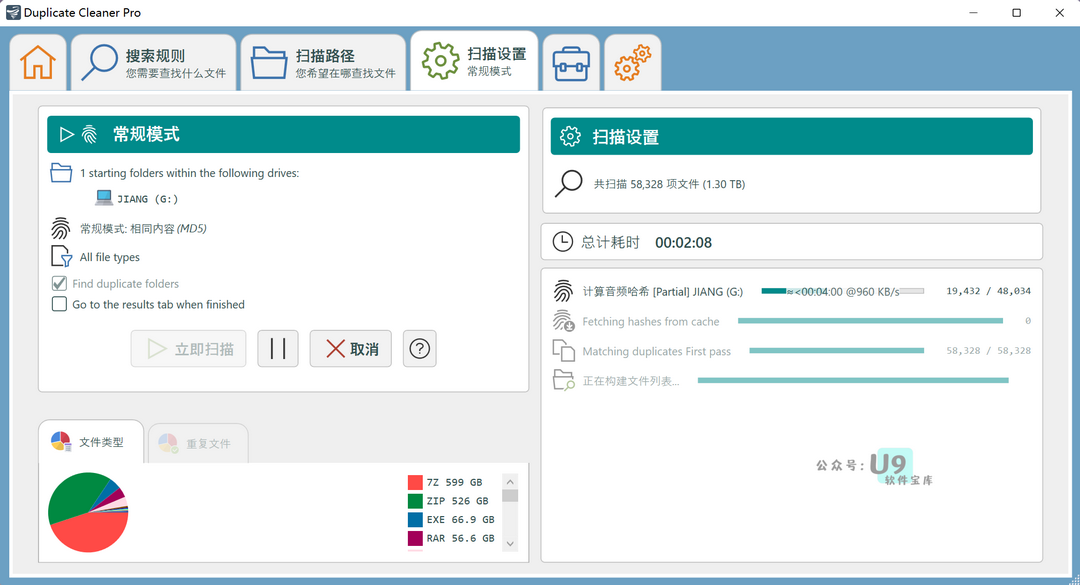 Duplicate Cleaner Pro
搜索规则
您需要查找什么文件
扫描路径
您希望在哪查找文件
扫描设置
常规模式
常规模式
1 starting folders within the following drives:
JIANG (G:)
常规模式: 相同内容 (MD5)
All file types
Find duplicate folders
Go to the results tab when finished
立即扫描
取消
?
文件类型
重复文件
7Z 599 GB
ZIP 526 GB
EXE 66.9 GB
RAR 56.6 GB
扫描设置
共扫描 58,328 项文件 (1.30 TB)
总计耗时 00:02:08
计算音频哈希 [Partial] JIANG (G:) ≈<00:04:00 @960 KB/s 19,432 / 48,034
Fetching hashes from cache 0
Matching duplicates First pass 58,328 / 58,328
正在构建文件列表...
公众号: U9
软件宝库